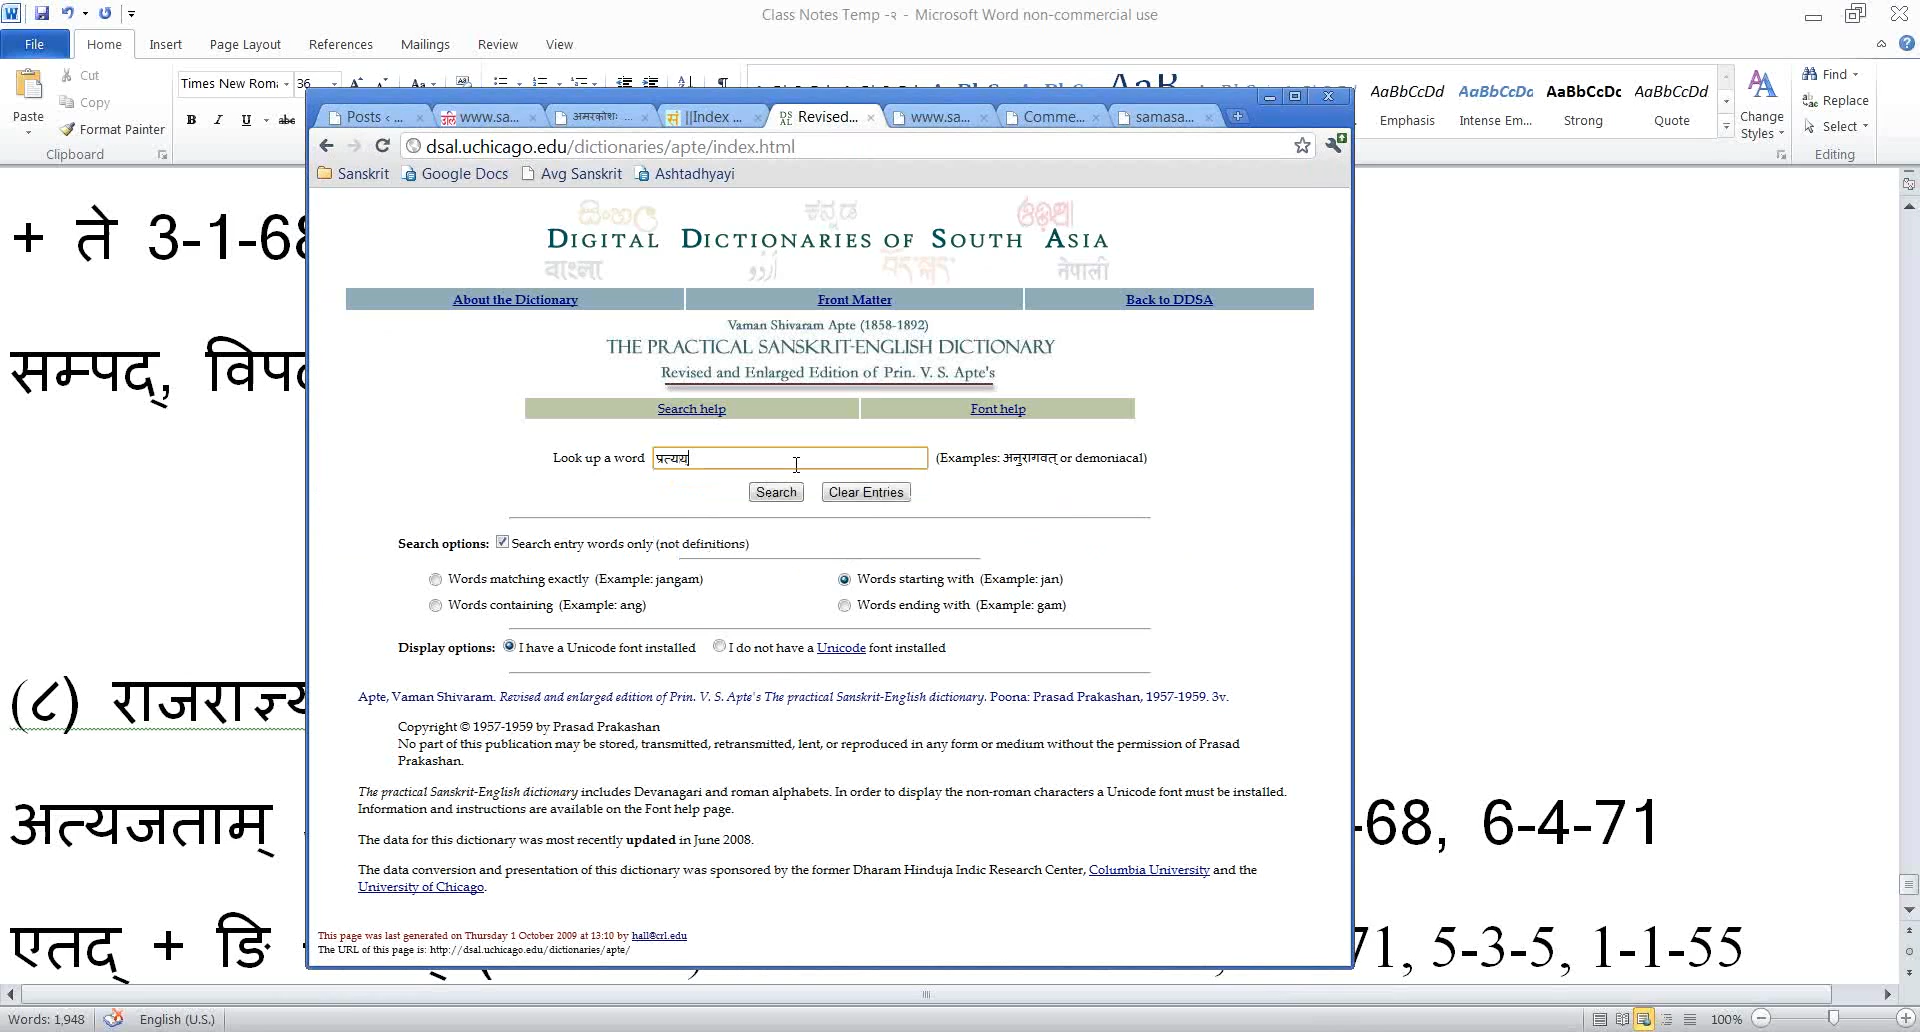 Class Notes Temp -२ - Microsoft Word non-commercial use
File Home Insert Page Layout References Mailings Review View
Paste Cut Copy Format Painter
Clipboard
Times New Roma 36
B I U abc
AaBbCcDd AaBbCcDd AaBbCcDc AaBbCcDd
Emphasis Intense Em... Strong Quote
Change Styles
Find Replace Select
Editing
Posts ‹ ... www.sa... अमरकोशः ... ||Index ... Revised... www.sa... Comme... samasa...
dsal.uchicago.edu/dictionaries/apte/index.html
Sanskrit Google Docs Avg Sanskrit Ashtadhyayi
සිංහල ಕನ್ನಡ ଓଡ଼ିଆ
DIGITAL DICTIONARIES OF SOUTH ASIA
বাংলা اُردُو नेपाली
About the Dictionary Front Matter Back to DDSA
Vaman Shivaram Apte (1858-1892)
THE PRACTICAL SANSKRIT-ENGLISH DICTIONARY
Revised and Enlarged Edition of Prin. V. S. Apte's
Search help Font help
Look up a word प्रत्यय् (Examples: अनुरागवत् or demoniacal)
Search Clear Entries
Search options: Search entry words only (not definitions)
Words matching exactly (Example: jangam) Words starting with (Example: jan)
Words containing (Example: ang) Words ending with (Example: gam)
Display options: I have a Unicode font installed I do not have a Unicode font installed
Apte, Vaman Shivaram. Revised and enlarged edition of Prin. V. S. Apte's The practical Sanskrit-English dictionary. Poona: Prasad Prakashan, 1957-1959. 3v.
Copyright © 1957-1959 by Prasad Prakashan
No part of this publication may be stored, transmitted, retransmitted, lent, or reproduced in any form or medium without the permission of Prasad
Prakashan.
The practical Sanskrit-English dictionary includes Devanagari and roman alphabets. In order to display the non-roman characters a Unicode font must be installed.
Information and instructions are available on the Font help page.
The data for this dictionary was most recently updated in June 2008.
The data conversion and presentation of this dictionary was sponsored by the former Dharam Hinduja Indic Research Center, Columbia University and the
University of Chicago.
This page was last generated on Thursday 1 October 2009 at 13:10 by hall@crl.edu
The URL of this page is: http://dsal.uchicago.edu/dictionaries/apte/
+ ते 3-1-68
सम्पद्,
(८) राजराज्ञ्य
अत्यजताम् -68, 6-4-71
एतद् + ङि 71, 5-3-5, 1-1-55
Words: 1,948 English (U.S.) 100%